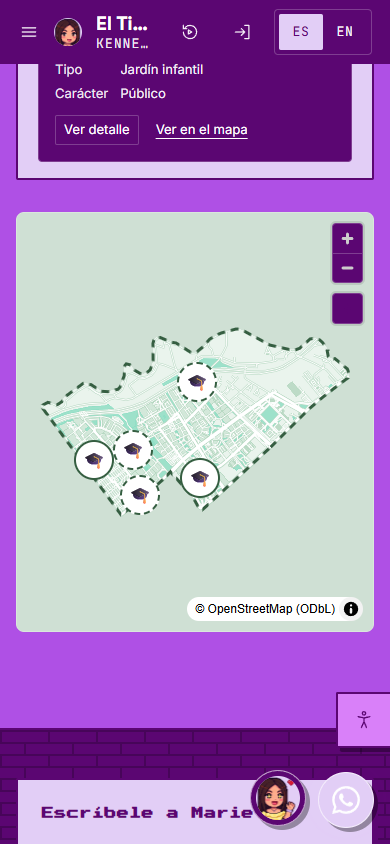 El Ti...
KENNE...
ES
EN
Tipo Jardín infantil
Carácter Público
Ver detalle
Ver en el mapa
+
−
© OpenStreetMap (ODbL)
Escríbele a Marie